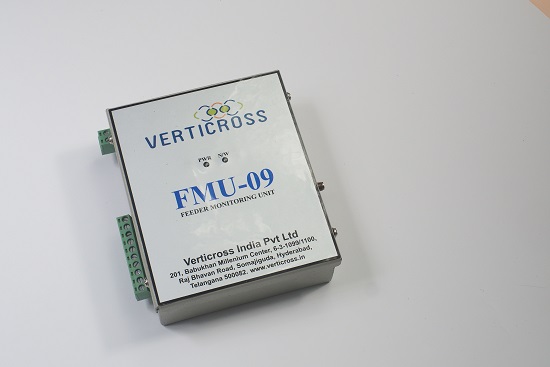 VERTICROSS
PWR N/W
FMU-09
FEEDER MONITORING UNIT
Verticross India Pvt Ltd
201, Babukhan Millenium Center, 6-3-1099/1100,
Raj Bhavan Road, Somajiguda, Hyderabad,
Telangana 500082. www.verticross.in